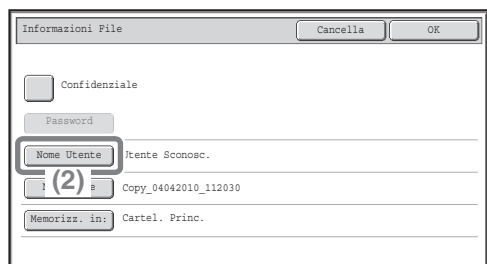 Informazioni File Cancella OK
Confidenziale
Password
Nome Utente Utente Sconosc.
(2) Copy_04042010_112030
Memorizz. in: Cartel. Princ.